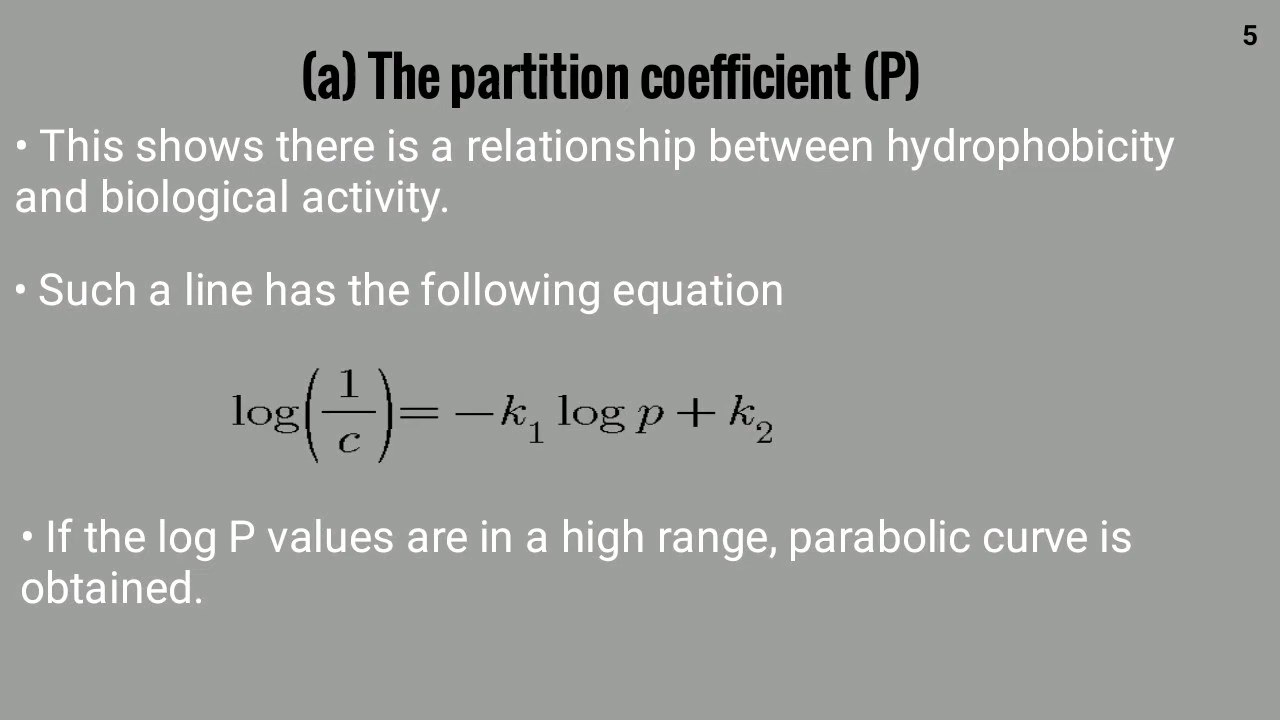 5
(a) The partition coefficient (P)
• This shows there is a relationship between hydrophobicity
and biological activity.
• Such a line has the following equation
log(1/c) = −k₁ log p + k₂
• If the log P values are in a high range, parabolic curve is
obtained.